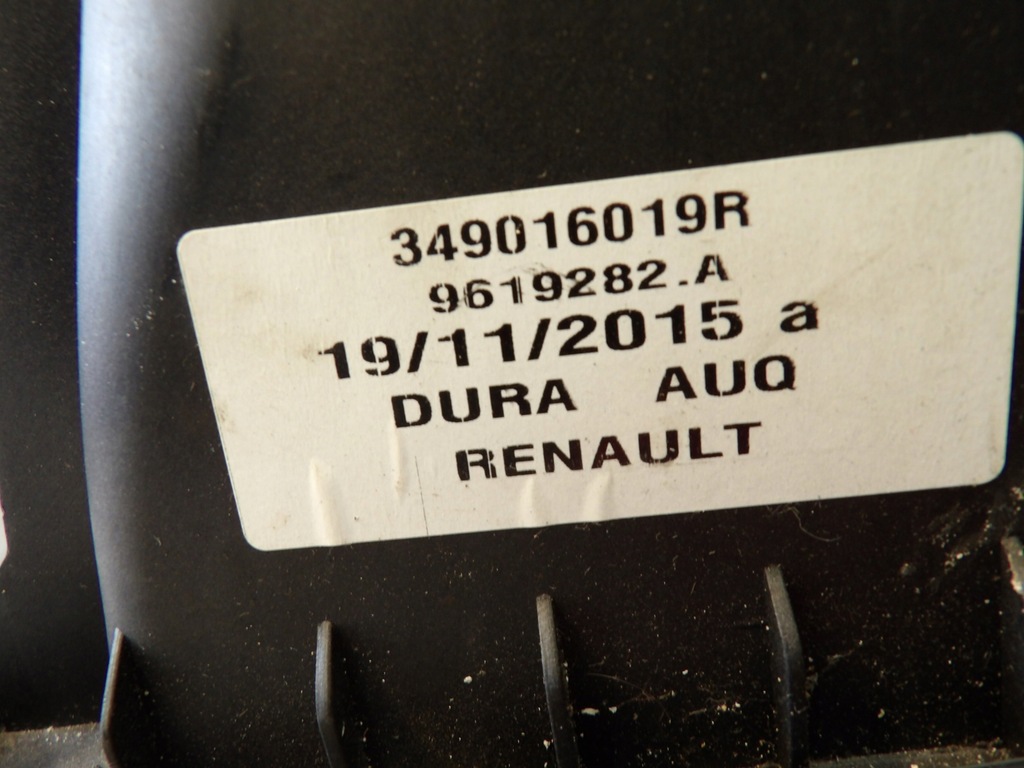 349016019R
9619282.A
19/11/2015 a
DURA AUQ
RENAULT